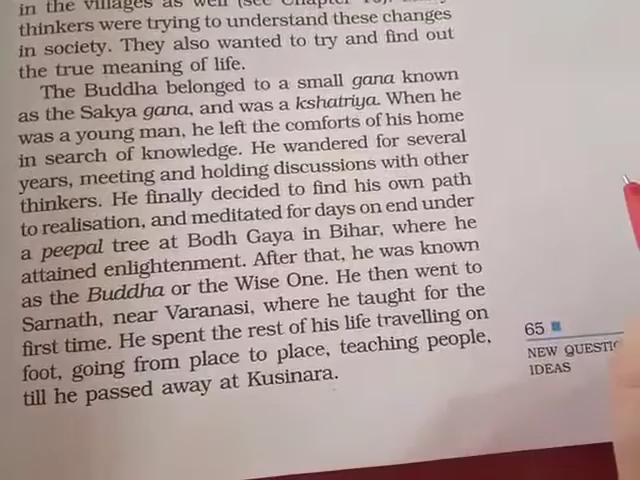 in the villages as well (see Chapter
thinkers were trying to understand these changes
in society. They also wanted to try and find out
the true meaning of life.
The Buddha belonged to a small gana known
as the Sakya gana, and was a kshatriya. When he
was a young man, he left the comforts of his home
in search of knowledge. He wandered for several
years, meeting and holding discussions with other
thinkers. He finally decided to find his own path
to realisation, and meditated for days on end under
a peepal tree at Bodh Gaya in Bihar, where he
attained enlightenment. After that, he was known
as the Buddha or the Wise One. He then went to
Sarnath, near Varanasi, where he taught for the
first time. He spent the rest of his life travelling on
foot, going from place to place, teaching people,
till he passed away at Kusinara.
65
NEW QUESTI
IDEAS